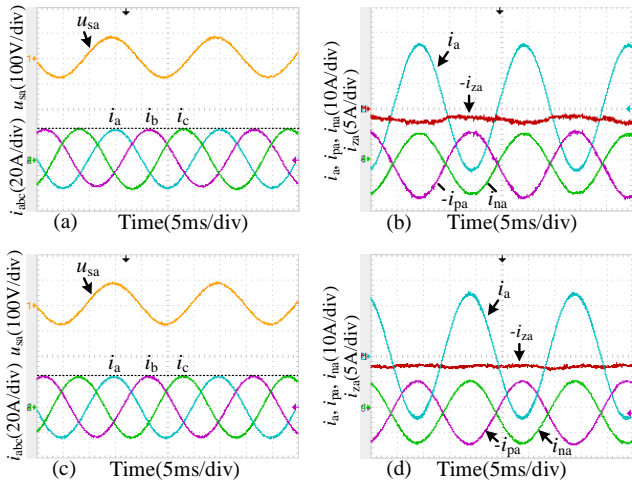 u_sa(100V/div)
i_abc(20A/div)
u_sa
i_a i_b i_c
(a) Time(5ms/div)
i_a, i_pa, i_na(10A/div)
i_za(5A/div)
i_a
-i_za
-i_pa i_na
(b) Time(5ms/div)
u_sa(100V/div)
i_abc(20A/div)
u_sa
i_a i_b i_c
(c) Time(5ms/div)
i_a, i_pa, i_na(10A/div)
i_za(5A/div)
i_a
-i_za
-i_pa i_na
(d) Time(5ms/div)